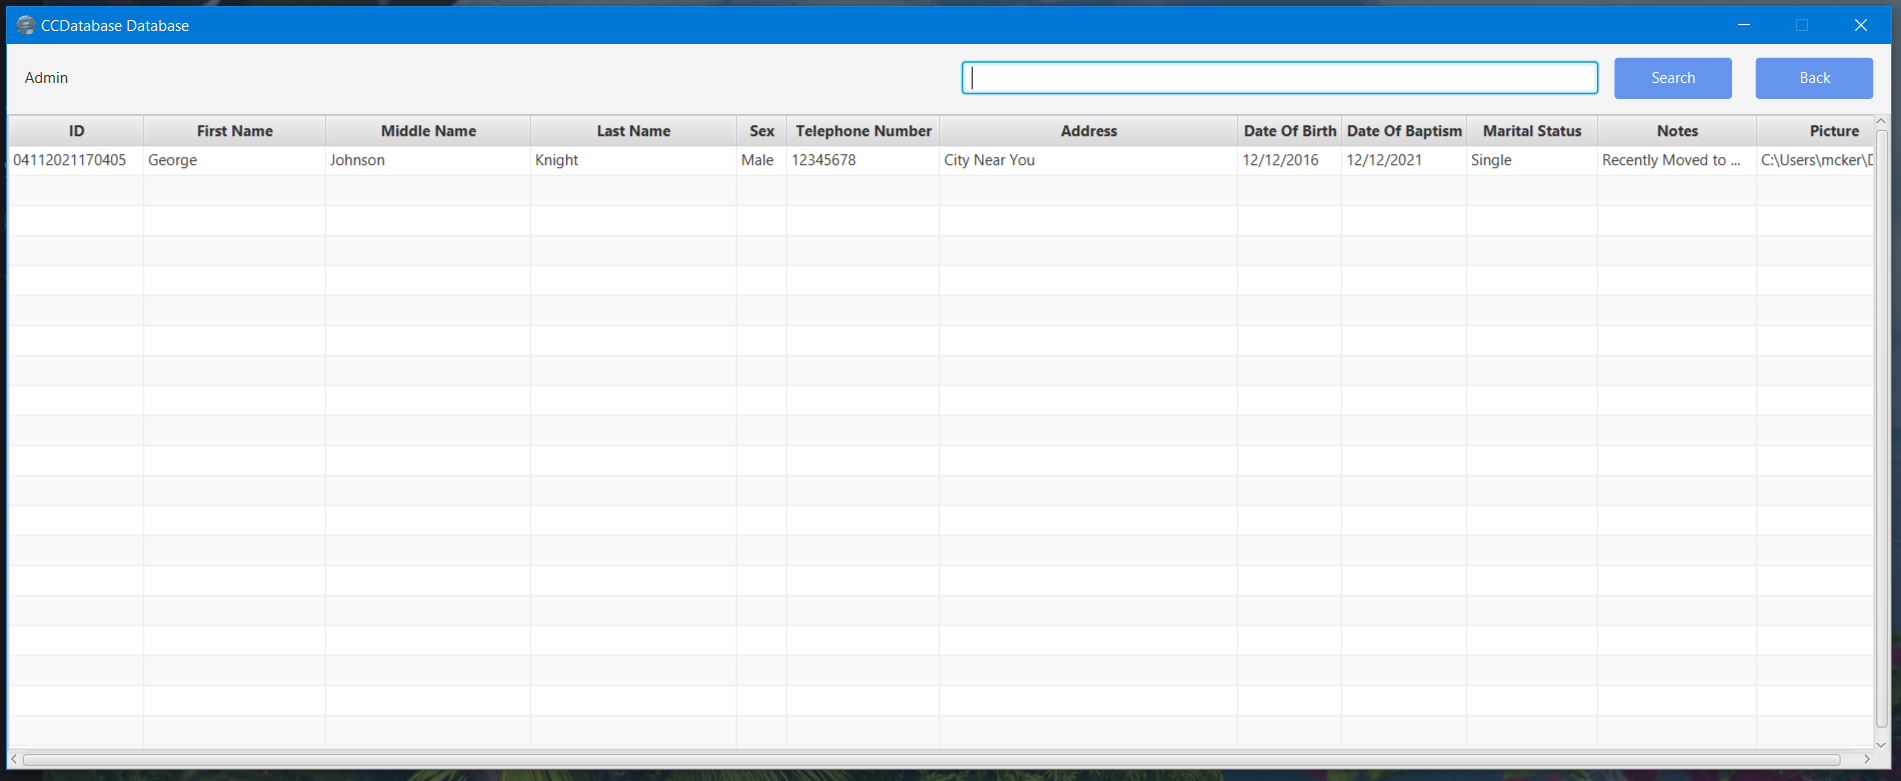 CCDatabase Database
Admin
Search
Back
ID First Name Middle Name Last Name Sex Telephone Number Address Date Of Birth Date Of Baptism Marital Status Notes Picture
04112021170405 George Johnson Knight Male 12345678 City Near You 12/12/2016 12/12/2021 Single Recently Moved to ... C:\Users\mcker\D